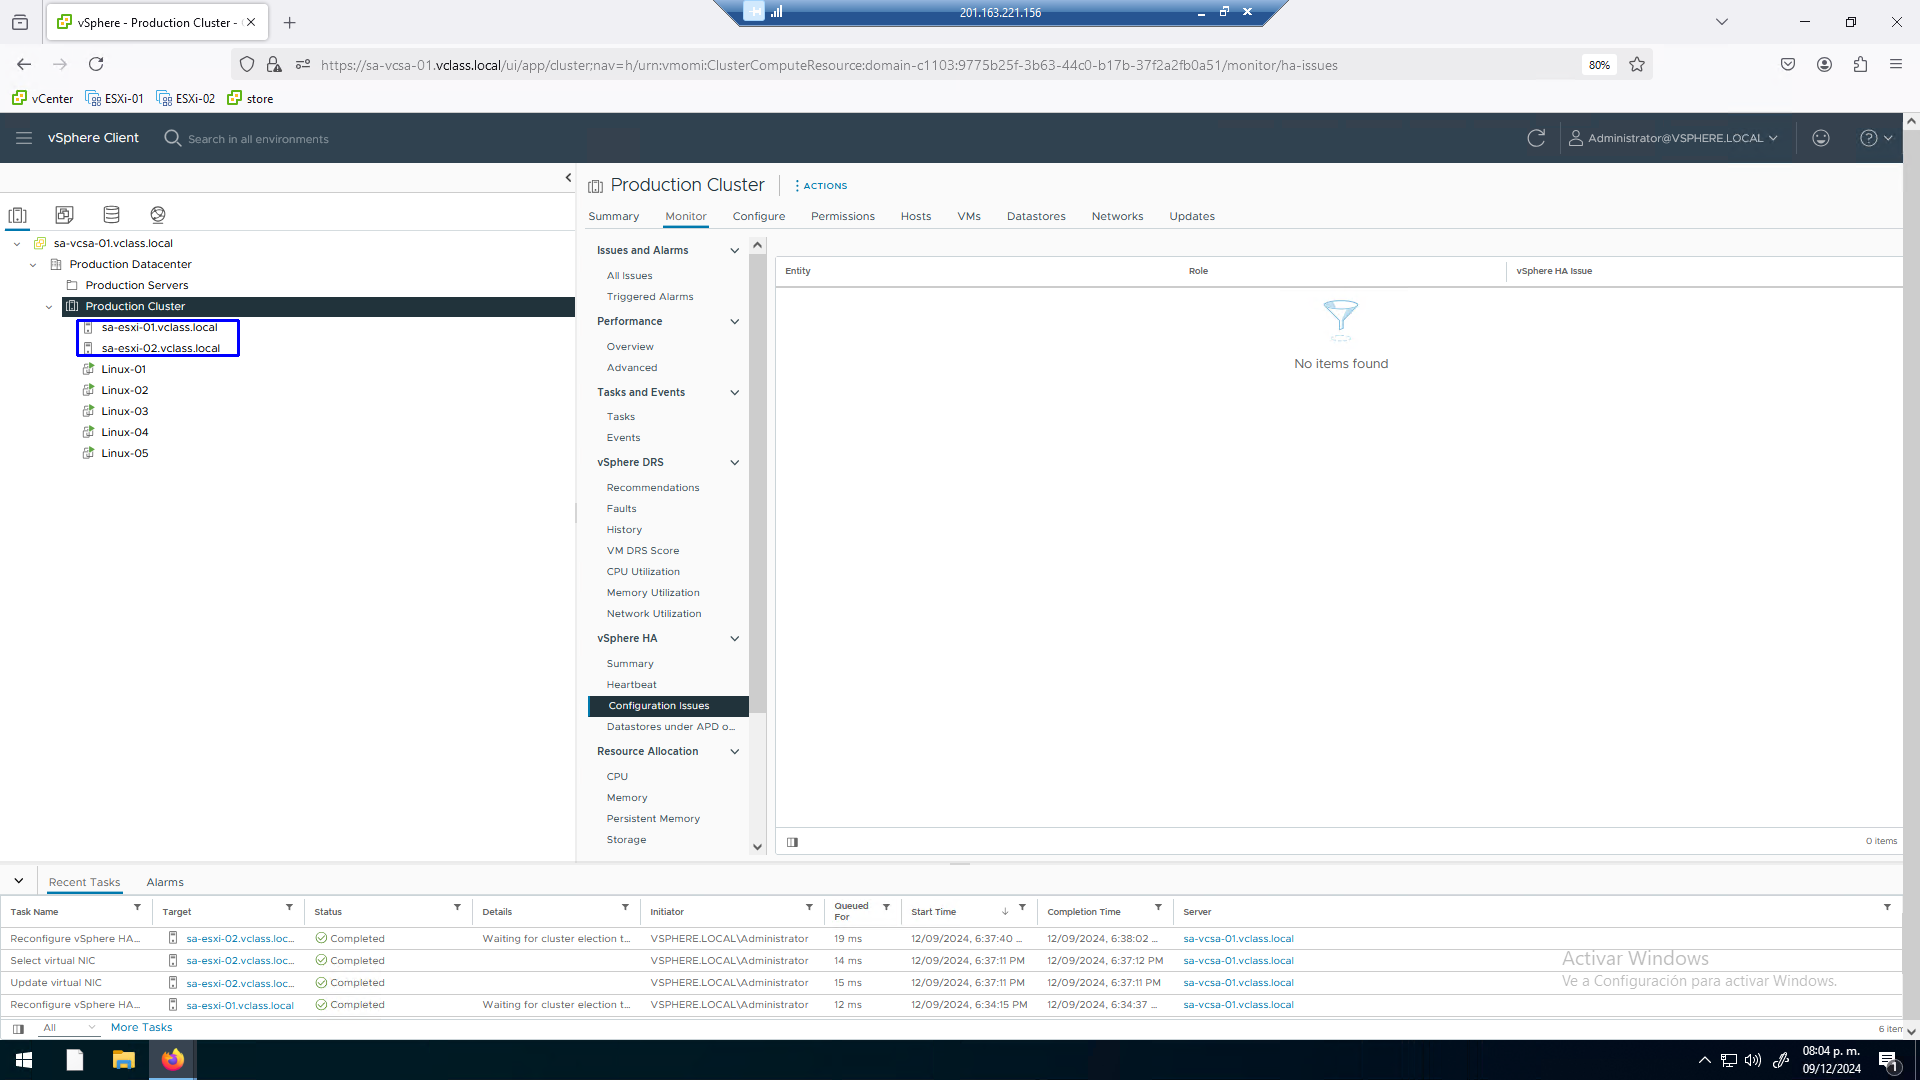 vSphere - Production Cluster -
201.163.221.156
https://sa-vcsa-01.vclass.local/ui/app/cluster;nav=h/urn:vmomi:ClusterComputeResource:domain-c1103:9775b25f-3b63-44c0-b17b-37f2a2fb0a51/monitor/ha-issues
80%
vCenter ESXi-01 ESXi-02 store
vSphere Client
Search in all environments
Administrator@VSPHERE.LOCAL
Production Cluster
ACTIONS
Summary Monitor Configure Permissions Hosts VMs Datastores Networks Updates
sa-vcsa-01.vclass.local
Production Datacenter
Production Servers
Production Cluster
sa-esxi-01.vclass.local
sa-esxi-02.vclass.local
Linux-01
Linux-02
Linux-03
Linux-04
Linux-05
Issues and Alarms
All Issues
Triggered Alarms
Performance
Overview
Advanced
Tasks and Events
Tasks
Events
vSphere DRS
Recommendations
Faults
History
VM DRS Score
CPU Utilization
Memory Utilization
Network Utilization
vSphere HA
Summary
Heartbeat
Configuration Issues
Datastores under APD o...
Resource Allocation
CPU
Memory
Persistent Memory
Storage
Entity Role vSphere HA Issue
No items found
0 items
Recent Tasks Alarms
Task Name Target Status Details Initiator Queued For Start Time Completion Time Server
Reconfigure vSphere HA... sa-esxi-02.vclass.loc... Completed Waiting for cluster election t... VSPHERE.LOCAL\Administrator 19 ms 12/09/2024, 6:37:40 ... 12/09/2024, 6:38:02 ... sa-vcsa-01.vclass.local
Select virtual NIC sa-esxi-02.vclass.loc... Completed VSPHERE.LOCAL\Administrator 14 ms 12/09/2024, 6:37:11 PM 12/09/2024, 6:37:12 PM sa-vcsa-01.vclass.local
Update virtual NIC sa-esxi-02.vclass.loc... Completed VSPHERE.LOCAL\Administrator 15 ms 12/09/2024, 6:37:11 PM 12/09/2024, 6:37:11 PM sa-vcsa-01.vclass.local
Reconfigure vSphere HA... sa-esxi-01.vclass.local Completed Waiting for cluster election t... VSPHERE.LOCAL\Administrator 12 ms 12/09/2024, 6:34:15 PM 12/09/2024, 6:34:37 ... sa-vcsa-01.vclass.local
Activar Windows
Ve a Configuración para activar Windows.
All More Tasks
6 item
08:04 p. m.
09/12/2024
1